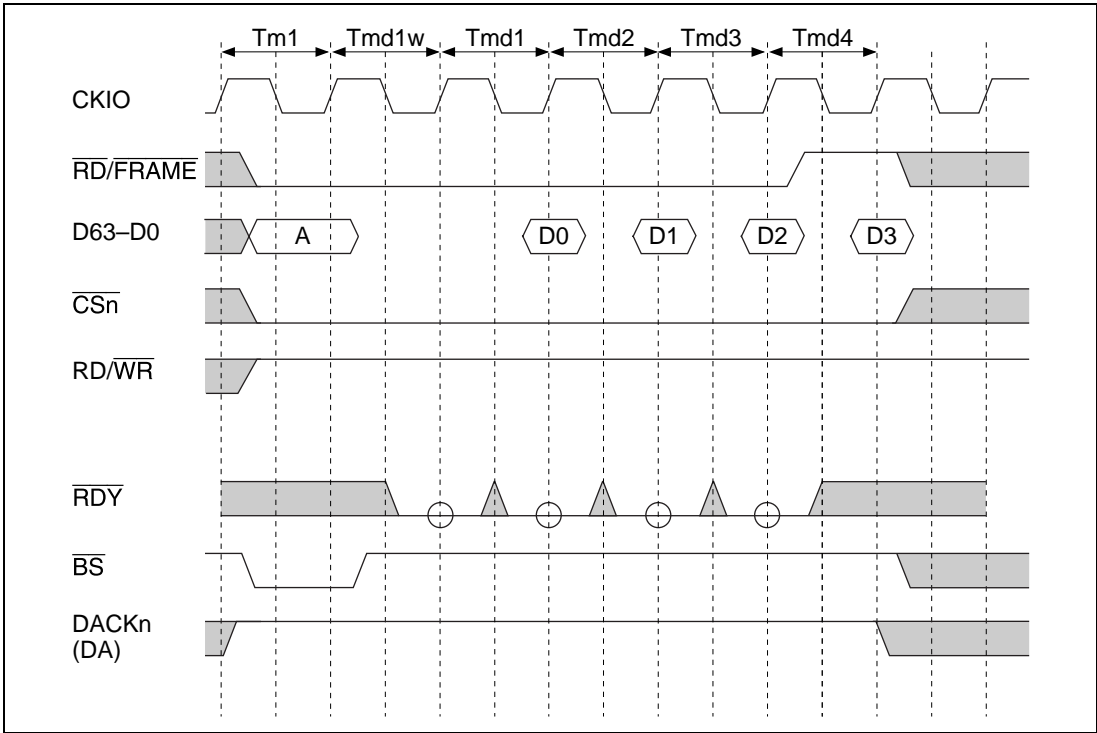 Tm1 Tmd1w Tmd1 Tmd2 Tmd3 Tmd4
CKIO
RD/FRAME
D63–D0 A D0 D1 D2 D3
CSn
RD/WR
RDY
BS
DACKn
(DA)